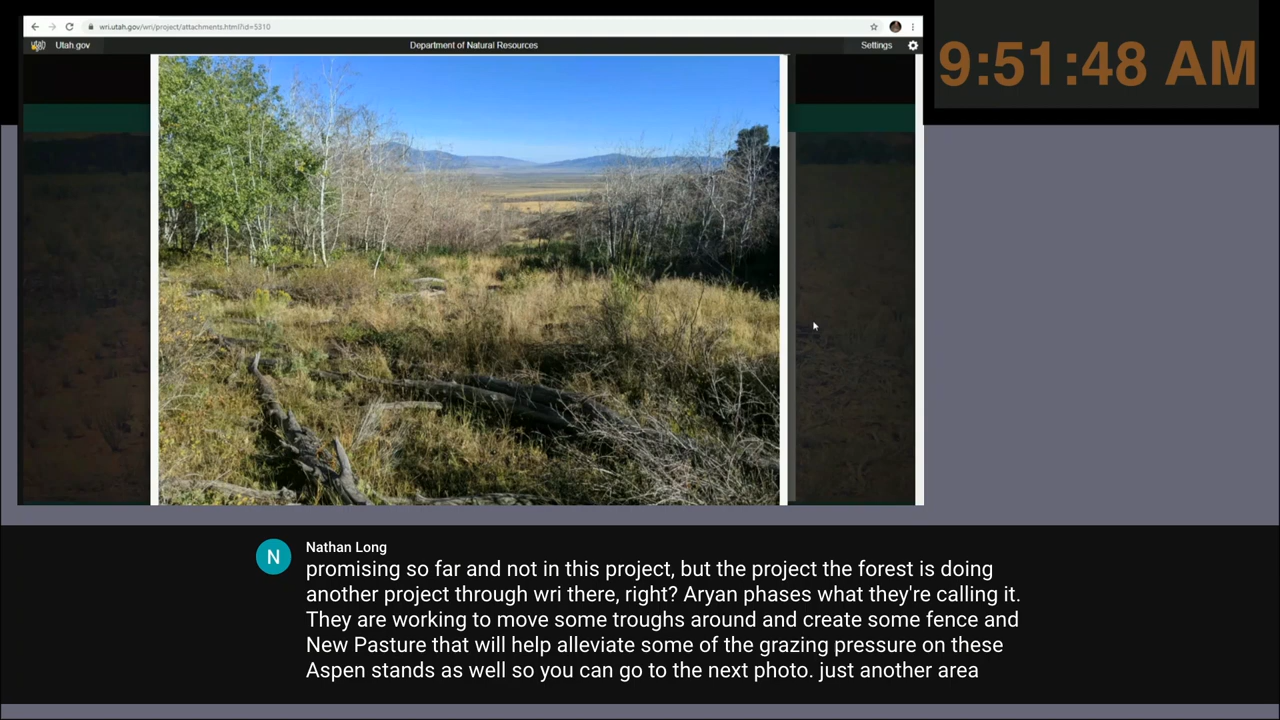 wri.utah.gov/wri/project/attachments.html?id=5310
Utah.gov
Department of Natural Resources
Settings
9:51:48 AM
N
Nathan Long
promising so far and not in this project, but the project the forest is doing
another project through wri there, right? Aryan phases what they're calling it.
They are working to move some troughs around and create some fence and
New Pasture that will help alleviate some of the grazing pressure on these
Aspen stands as well so you can go to the next photo. just another area